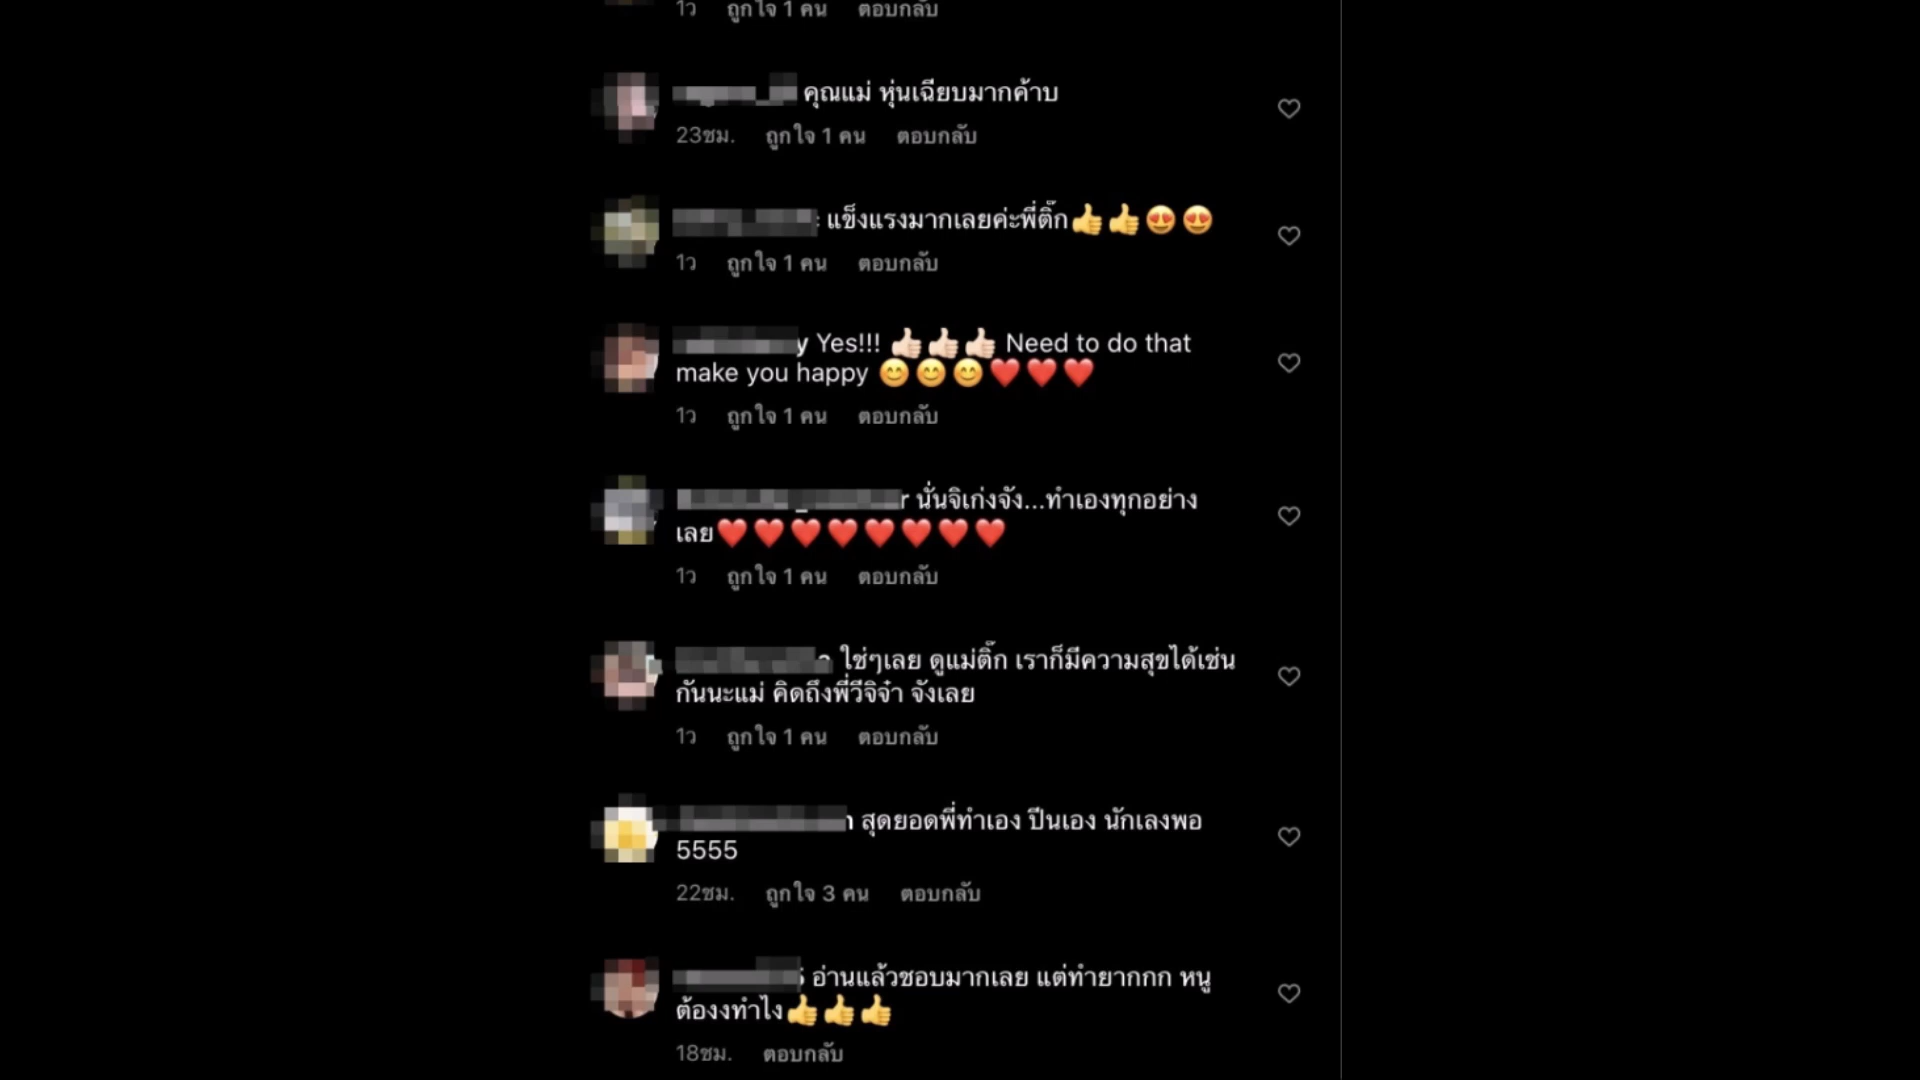 1ว ถูกใจ 1 คน ตอบกลับ
คุณแม่ หุ่นเฉียบมากค้าบ
23ชม. ถูกใจ 1 คน ตอบกลับ
แข็งแรงมากเลยค่ะพี่ติ๊ก👍👍😍😍
1ว ถูกใจ 1 คน ตอบกลับ
y Yes!!! 👍🏻👍🏻👍🏻 Need to do that
make you happy 😊😊😊❤️❤️❤️
1ว ถูกใจ 1 คน ตอบกลับ
r นั่นจิเก่งจัง...ทำเองทุกอย่าง
เลย❤️❤️❤️❤️❤️❤️❤️❤️
1ว ถูกใจ 1 คน ตอบกลับ
ใช่ๆเลย ดูแม่ติ๊ก เราก็มีความสุขได้เช่น
กันนะแม่ คิดถึงพี่วีจิจ๋า จังเลย
1ว ถูกใจ 1 คน ตอบกลับ
สุดยอดพี่ทำเอง ปีนเอง นักเลงพอ
5555
22ชม. ถูกใจ 3 คน ตอบกลับ
อ่านแล้วชอบมากเลย แต่ทำยากกก หนู
ต้องงทำไง👍👍👍
18ชม. ตอบกลับ